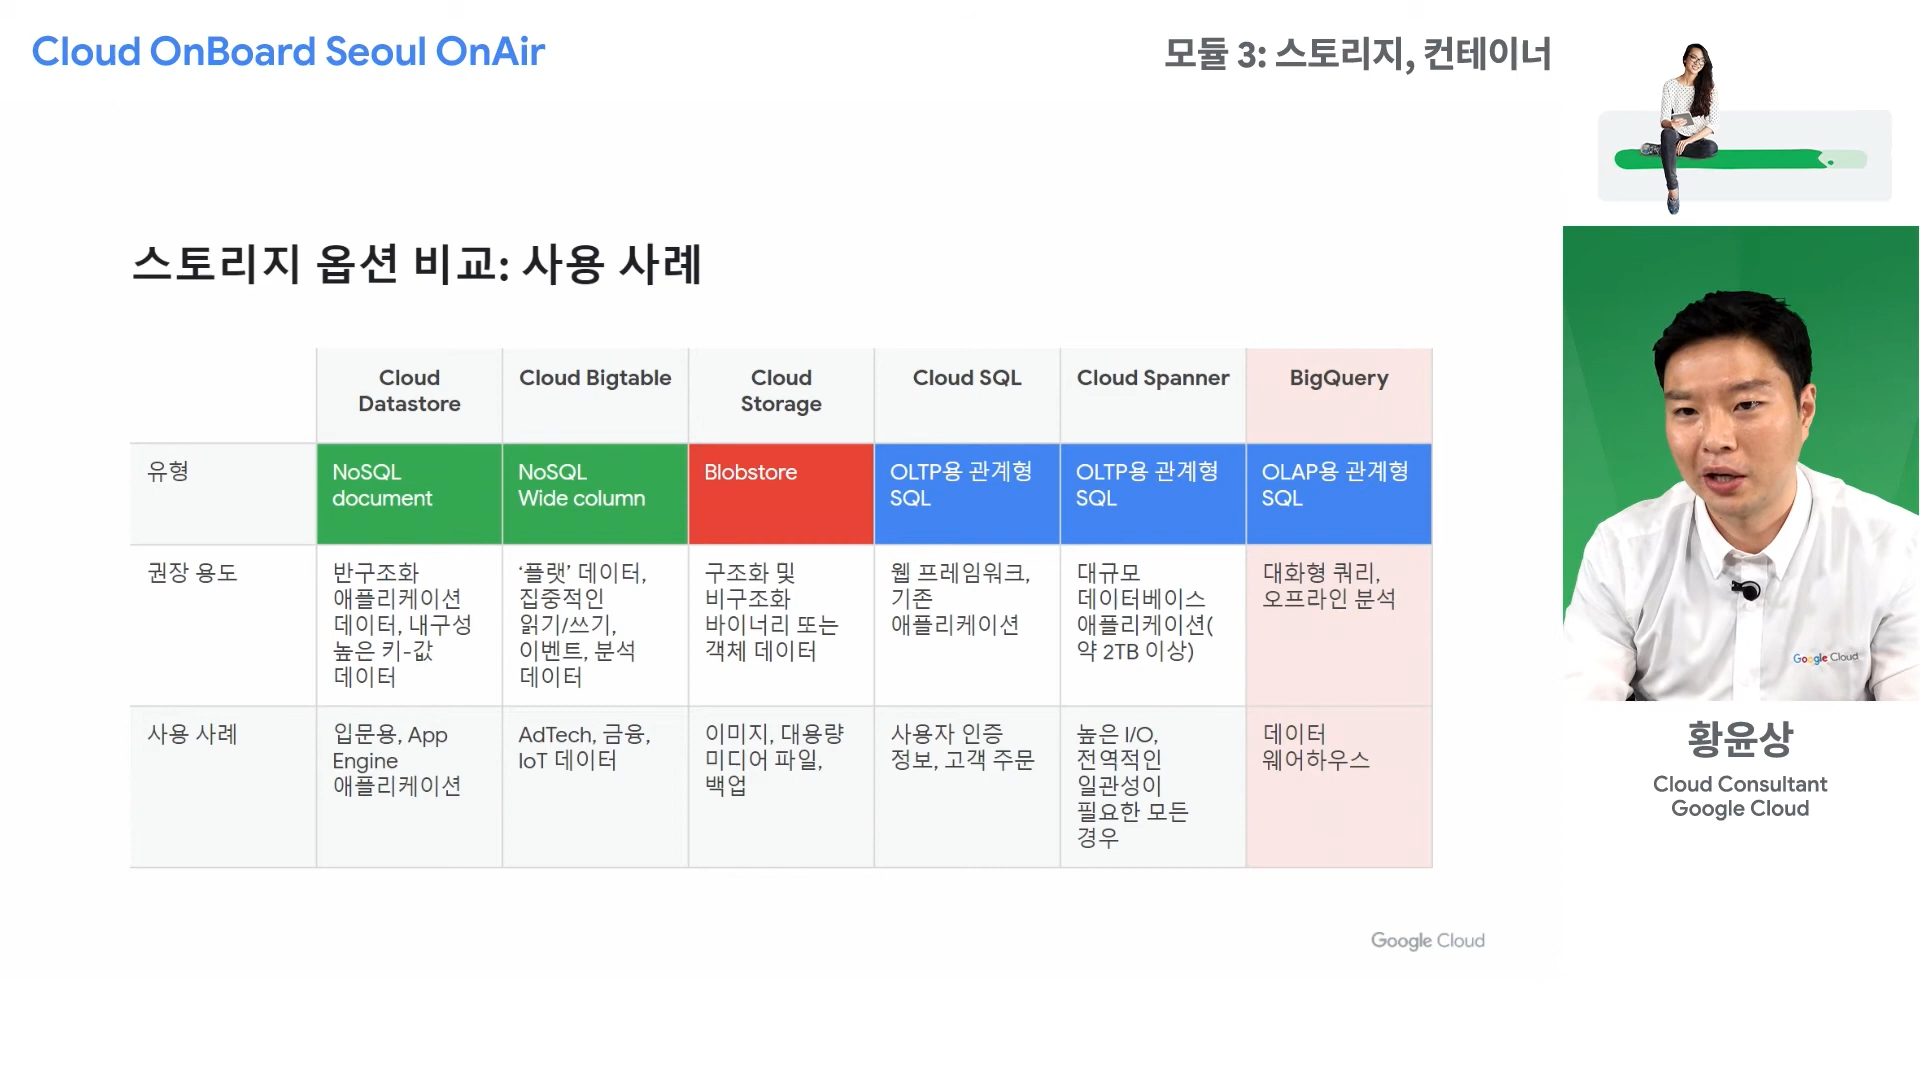 Cloud OnBoard Seoul OnAir
모듈 3: 스토리지, 컨테이너
스토리지 옵션 비교: 사용 사례
Cloud
Datastore
Cloud Bigtable
Cloud
Storage
Cloud SQL
Cloud Spanner
BigQuery
유형
NoSQL
document
NoSQL
Wide column
Blobstore
OLTP용 관계형
SQL
OLTP용 관계형
SQL
OLAP용 관계형
SQL
권장 용도
반구조화
애플리케이션
데이터, 내구성
높은 키-값
데이터
‘플랫’ 데이터,
집중적인
읽기/쓰기,
이벤트, 분석
데이터
구조화 및
비구조화
바이너리 또는
객체 데이터
웹 프레임워크,
기존
애플리케이션
대규모
데이터베이스
애플리케이션(
약 2TB 이상)
대화형 쿼리,
오프라인 분석
사용 사례
입문용, App
Engine
애플리케이션
AdTech, 금융,
IoT 데이터
이미지, 대용량
미디어 파일,
백업
사용자 인증
정보, 고객 주문
높은 I/O,
전역적인
일관성이
필요한 모든
경우
데이터
웨어하우스
Google Cloud
Google Cloud
황윤상
Cloud Consultant
Google Cloud